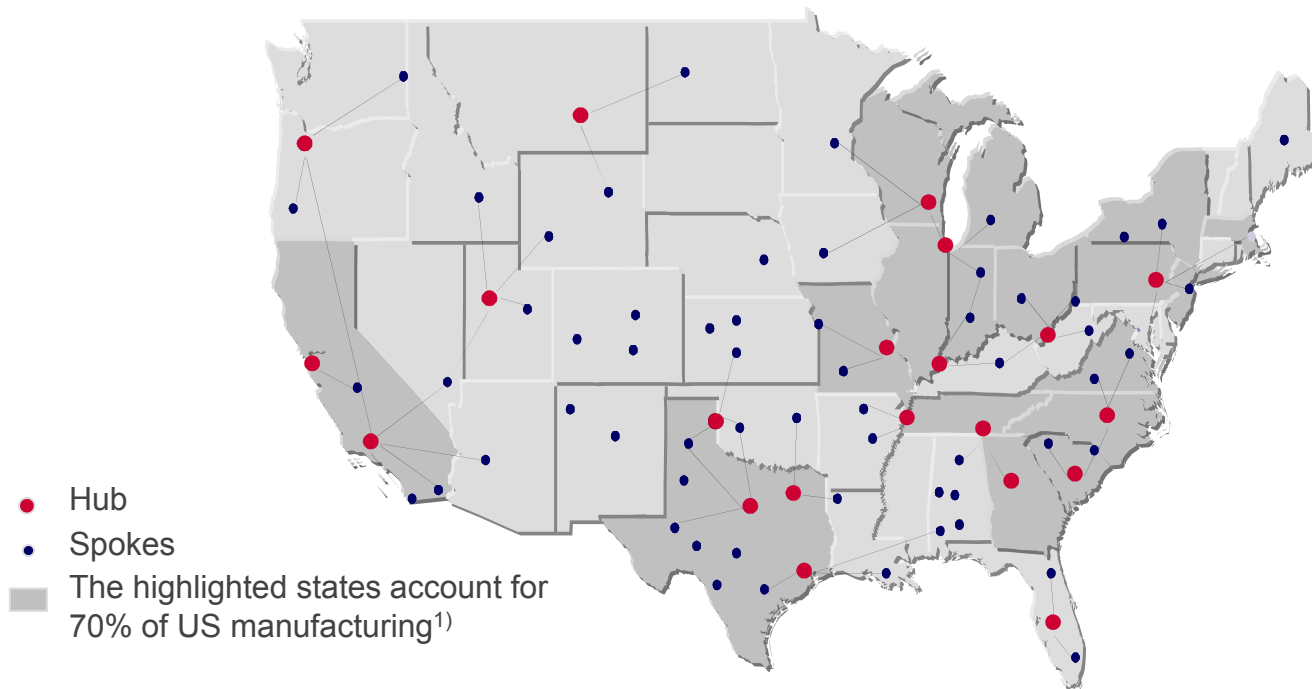 Hub
Spokes
The highlighted states account for
70% of US manufacturing¹⁾